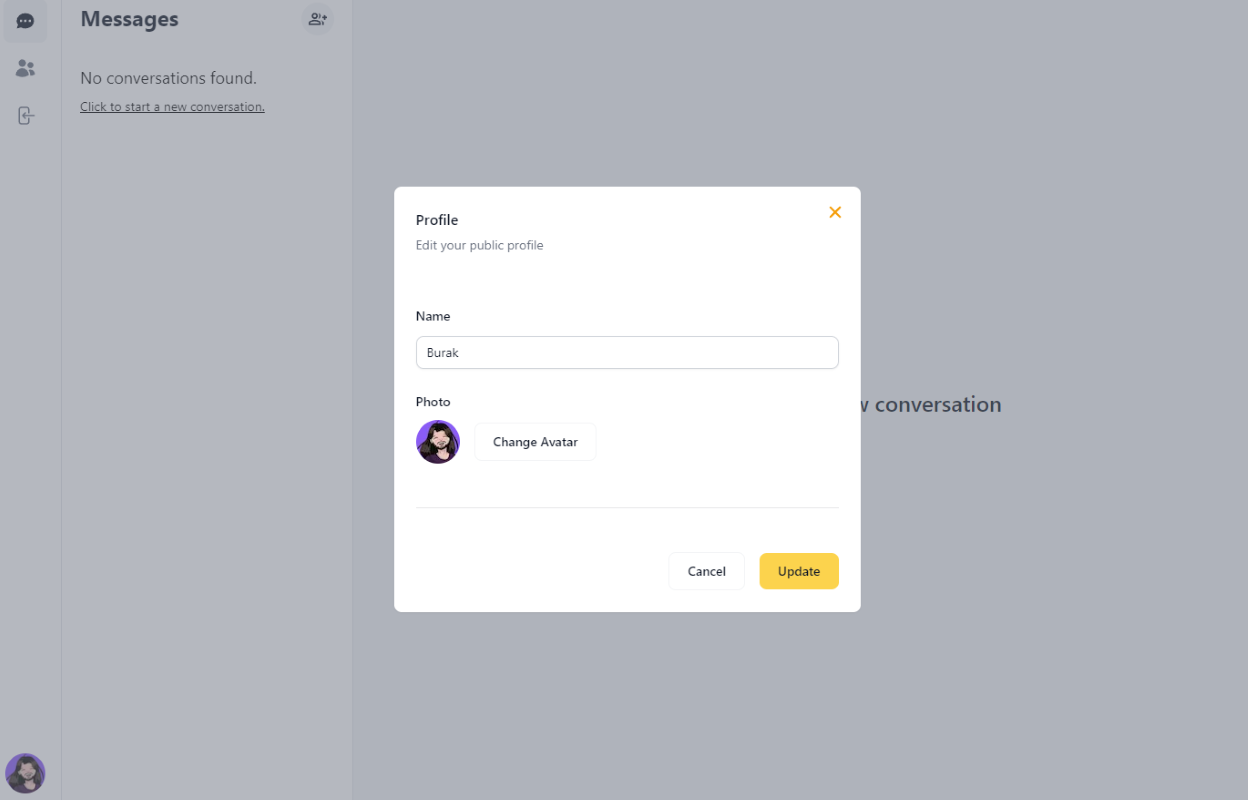 Messages
No conversations found.
Click to start a new conversation.
Profile
Edit your public profile
Name
Burak
Photo
Change Avatar
conversation
Cancel
Update